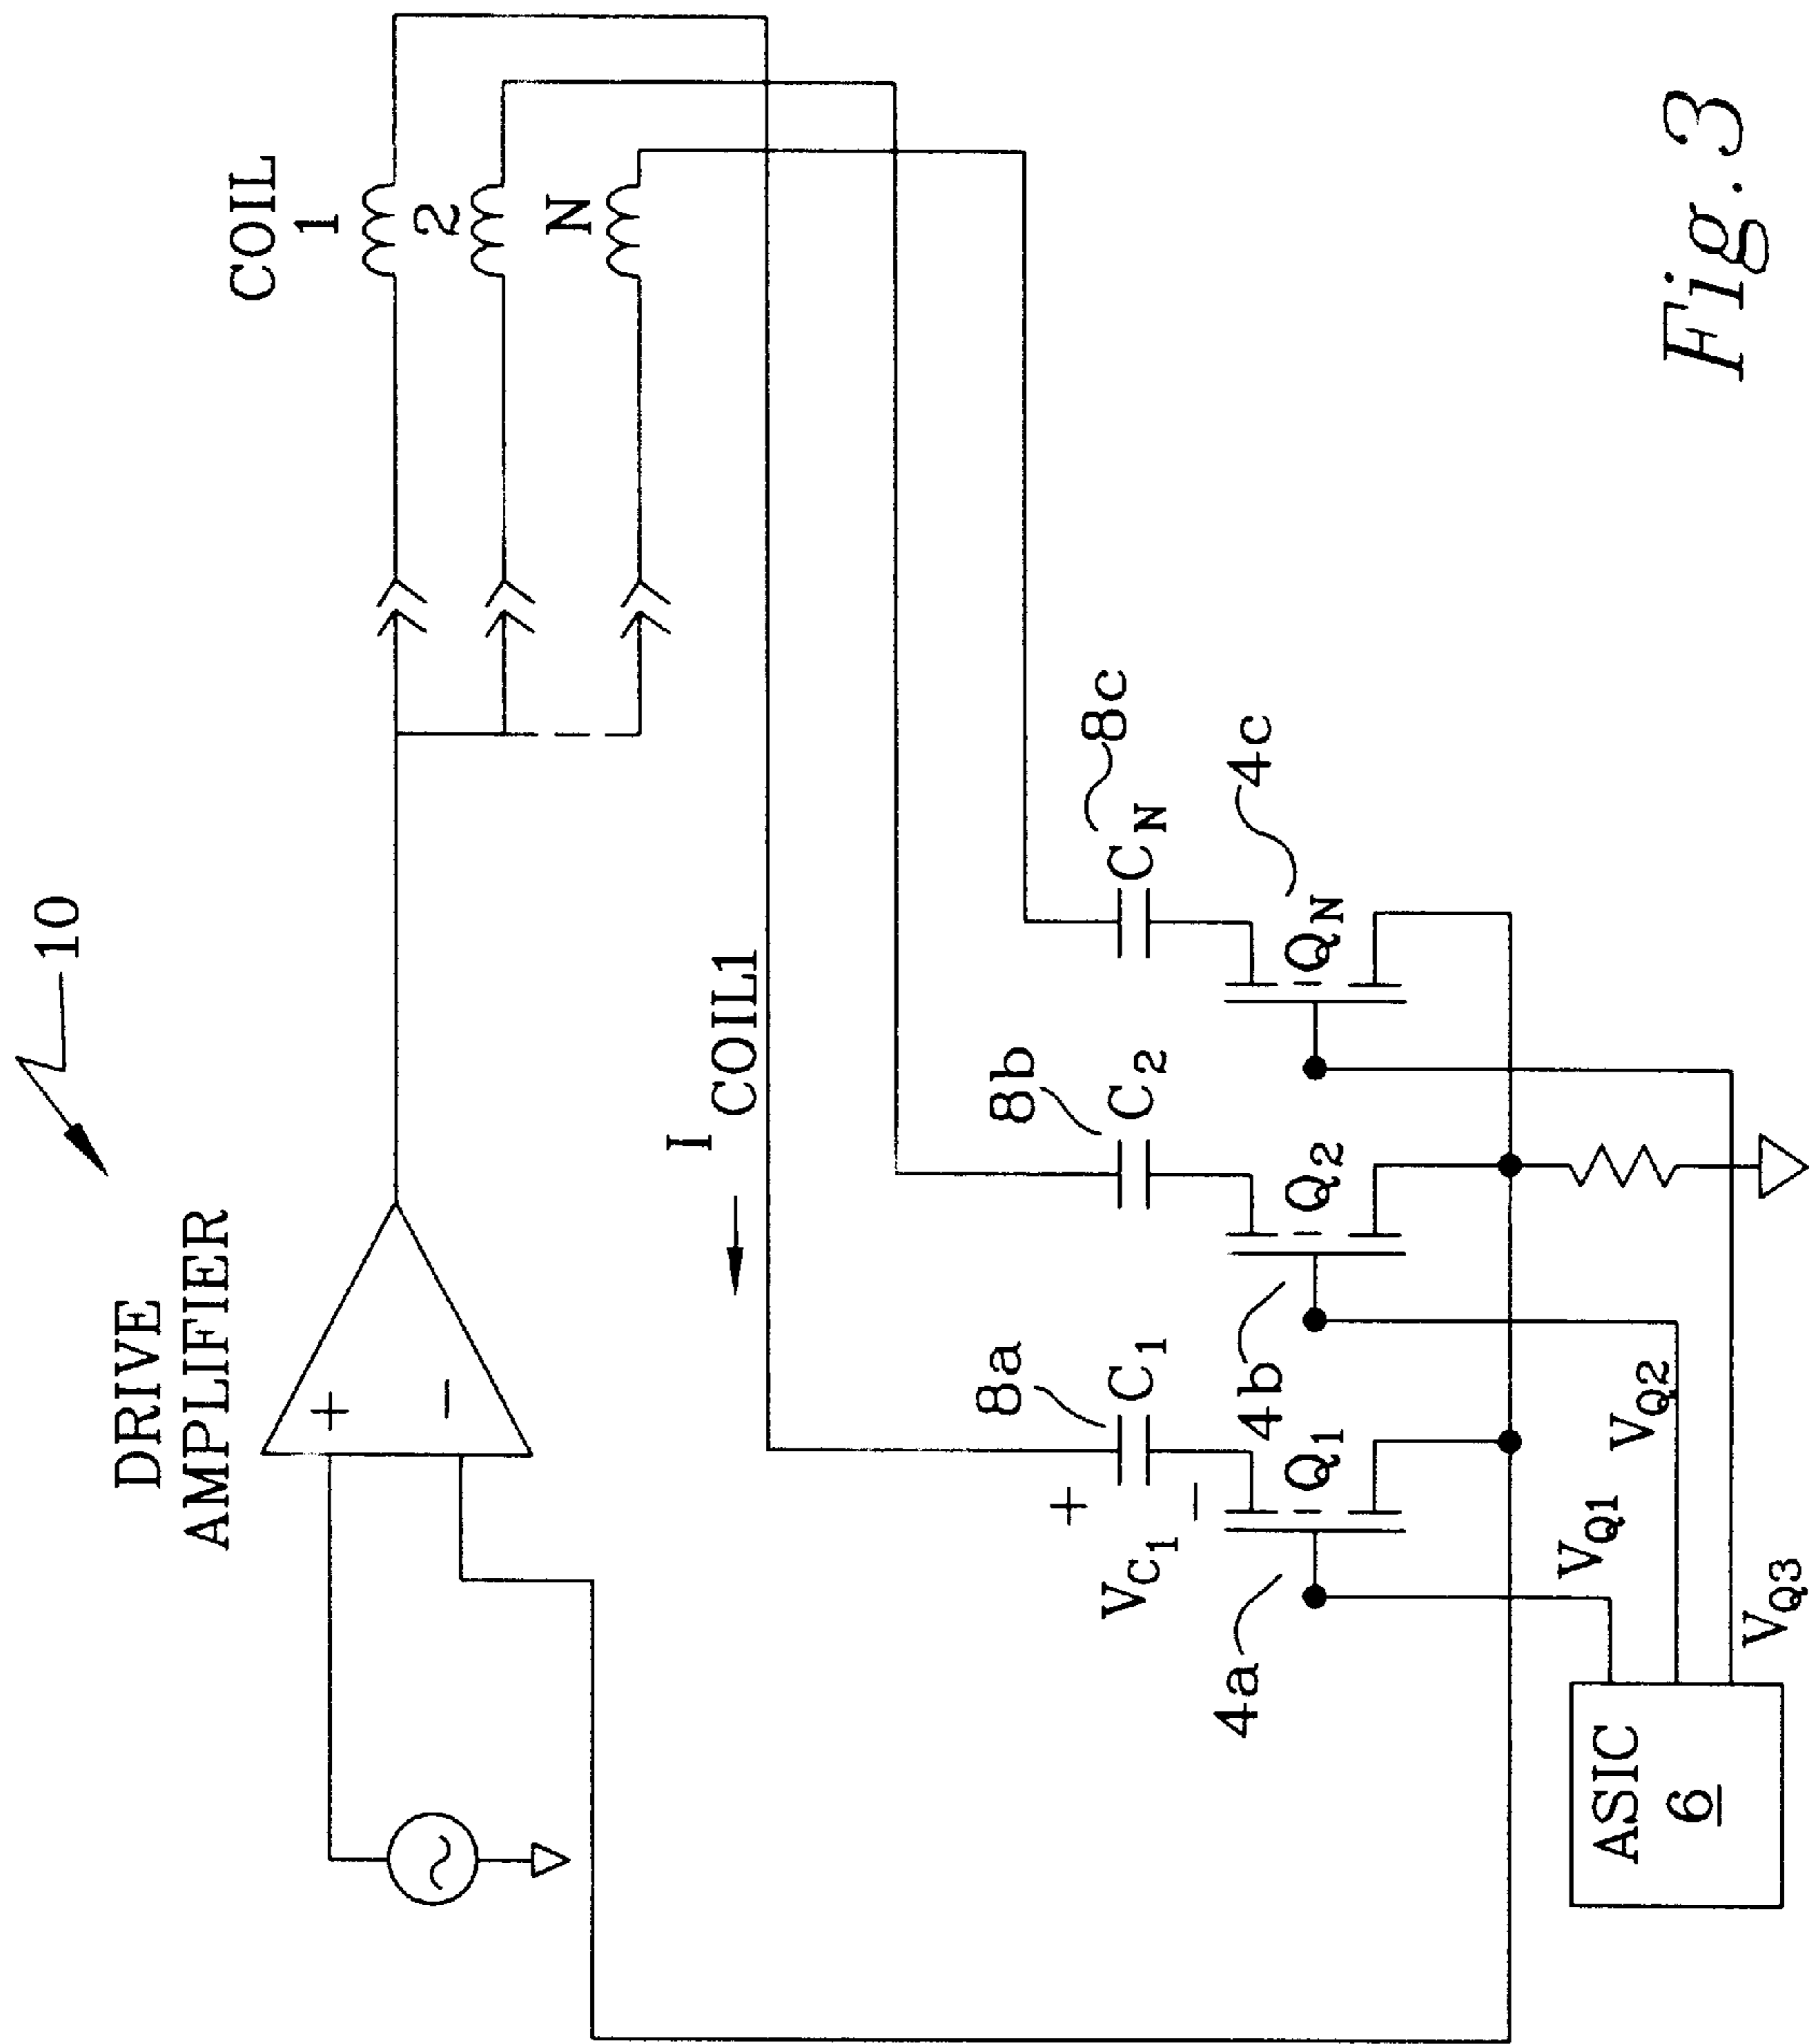 10
DRIVE
AMPLIFIER
+
−
COIL
1
2
N
I
COIL1
8a
C1
8b
C2
8c
CN
+
VC1
−
4a
Q1
4b
Q2
4c
QN
VQ1
VQ2
VQ3
ASIC
6
Fig. 3